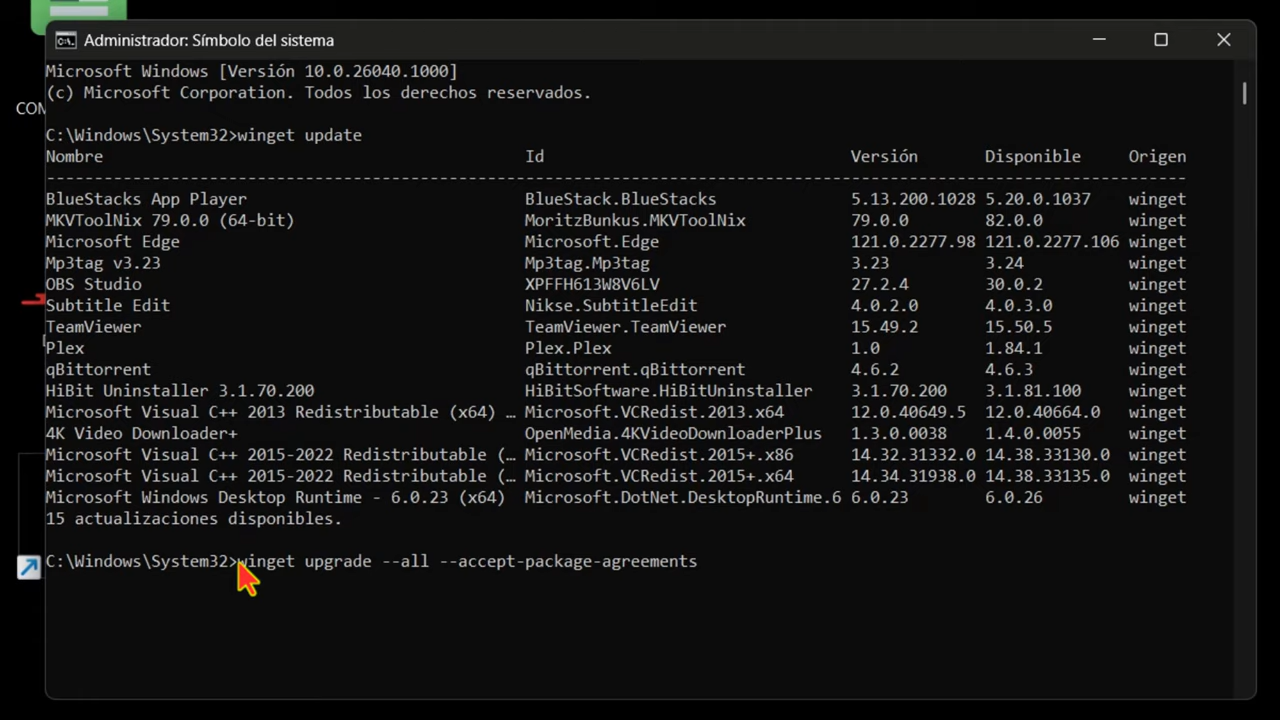 COM
Administrador: Símbolo del sistema
Microsoft Windows [Versión 10.0.26040.1000]
(c) Microsoft Corporation. Todos los derechos reservados.
C:\Windows\System32>winget update
Nombre Id Versión Disponible Origen
--------------------------------------------------------------------------------------------------------------
BlueStacks App Player BlueStack.BlueStacks 5.13.200.1028 5.20.0.1037 winget
MKVToolNix 79.0.0 (64-bit) MoritzBunkus.MKVToolNix 79.0.0 82.0.0 winget
Microsoft Edge Microsoft.Edge 121.0.2277.98 121.0.2277.106 winget
Mp3tag v3.23 Mp3tag.Mp3tag 3.23 3.24 winget
OBS Studio XPFFH613W8V6LV 27.2.4 30.0.2 winget
Subtitle Edit Nikse.SubtitleEdit 4.0.2.0 4.0.3.0 winget
TeamViewer TeamViewer.TeamViewer 15.49.2 15.50.5 winget
Plex Plex.Plex 1.0 1.84.1 winget
qBittorrent qBittorrent.qBittorrent 4.6.2 4.6.3 winget
HiBit Uninstaller 3.1.70.200 HiBitSoftware.HiBitUninstaller 3.1.70.200 3.1.81.100 winget
Microsoft Visual C++ 2013 Redistributable (x64) … Microsoft.VCRedist.2013.x64 12.0.40649.5 12.0.40664.0 winget
4K Video Downloader+ OpenMedia.4KVideoDownloaderPlus 1.3.0.0038 1.4.0.0055 winget
Microsoft Visual C++ 2015-2022 Redistributable (… Microsoft.VCRedist.2015+.x86 14.32.31332.0 14.38.33130.0 winget
Microsoft Visual C++ 2015-2022 Redistributable (… Microsoft.VCRedist.2015+.x64 14.34.31938.0 14.38.33135.0 winget
Microsoft Windows Desktop Runtime - 6.0.23 (x64) Microsoft.DotNet.DesktopRuntime.6 6.0.23 6.0.26 winget
15 actualizaciones disponibles.
C:\Windows\System32>winget upgrade --all --accept-package-agreements